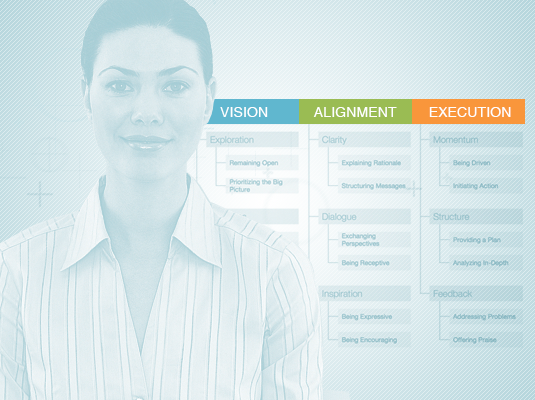 VISION
Exploration
Remaining Open
Prioritizing the Big
Picture
ALIGNMENT
Clarity
Explaining Rationale
Structuring Messages
Dialogue
Exchanging
Perspectives
Being Receptive
Inspiration
Being Expressive
Being Encouraging
EXECUTION
Momentum
Being Driven
Initiating Action
Structure
Providing a Plan
Analyzing In-Depth
Feedback
Addressing Problems
Offering Praise